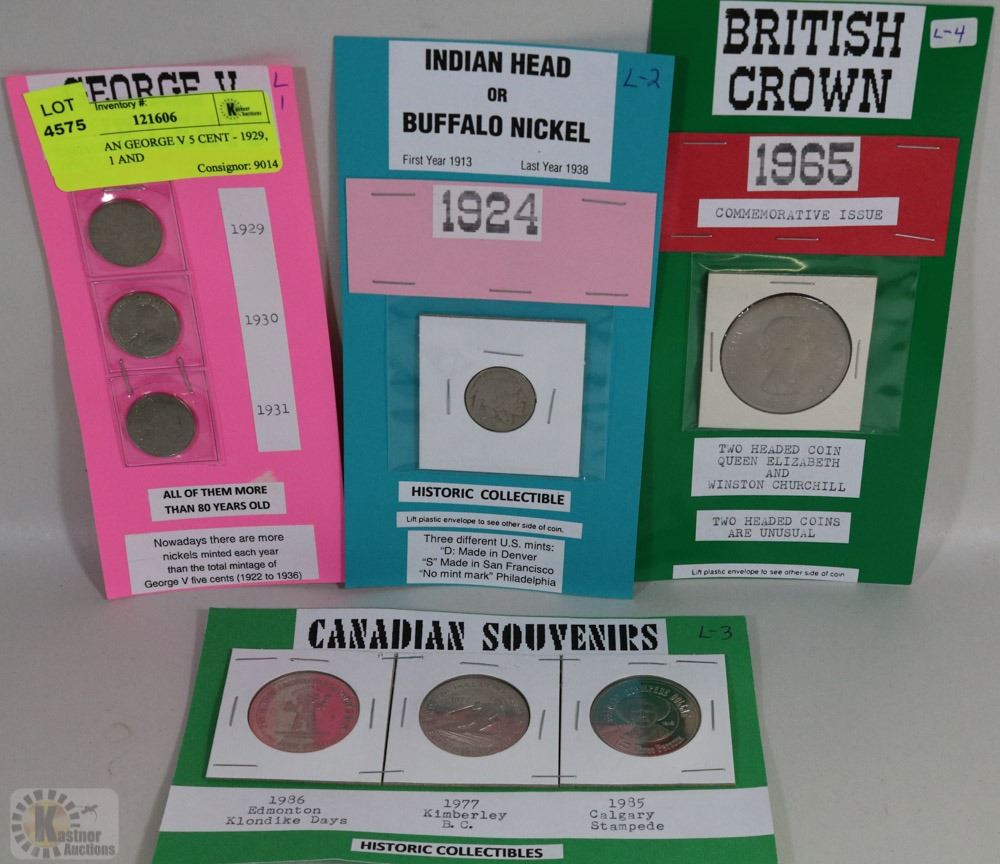 GEORGE V
L
1
LOT
4575
Inventory #:
121606
Kastner
Auctions
AN GEORGE V 5 CENT - 1929,
1 AND
Consignor: 9014
1929
1930
1931
ALL OF THEM MORE
THAN 80 YEARS OLD
Nowadays there are more
nickels minted each year
than the total mintage of
George V five cents (1922 to 1936)
INDIAN HEAD
OR
BUFFALO NICKEL
First Year 1913 Last Year 1938
L-2
1924
HISTORIC COLLECTIBLE
Lift plastic envelope to see other side of coin.
Three different U.S. mints:
"D: Made in Denver
"S" Made in San Francisco
"No mint mark" Philadelphia
BRITISH
CROWN
L-4
1965
COMMEMORATIVE ISSUE
TWO HEADED COIN
QUEEN ELIZABETH
AND
WINSTON CHURCHILL
TWO HEADED COINS
ARE UNUSUAL
Lift plastic envelope to see other side of coin
CANADIAN SOUVENIRS
L-3
STAMPEDE DOLLAR
1986
Edmonton
Klondike Days
1977
Kimberley
B.C.
1985
Calgary
Stampede
HISTORIC COLLECTIBLES
Kastner
Auctions